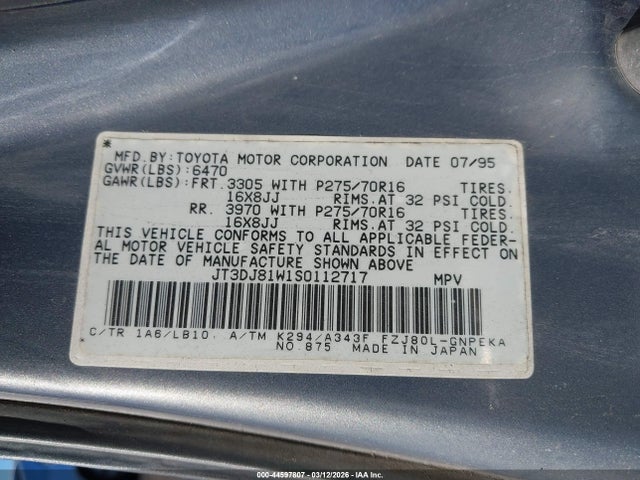 *
MFD.BY:TOYOTA MOTOR CORPORATION DATE 07/95
GVWR(LBS):6470
GAWR(LBS):FRT.3305 WITH P275/70R16 TIRES.
16X8JJ RIMS.AT 32 PSI COLD.
RR. 3970 WITH P275/70R16 TIRES.
16X8JJ RIMS.AT 32 PSI COLD.
THIS VEHICLE CONFORMS TO ALL APPLICABLE FEDER-
AL MOTOR VEHICLE SAFETY STANDARDS IN EFFECT ON
THE DATE OF MANUFACTURE SHOWN ABOVE.
JT3DJ81W1S0112717 MPV
C/TR 1A6/LB10. A/TM K294/A343F FZJ80L-GNPEKA
NO.875 MADE IN JAPAN
*
000-44597807 - 03/12/2026 - IAA Inc.